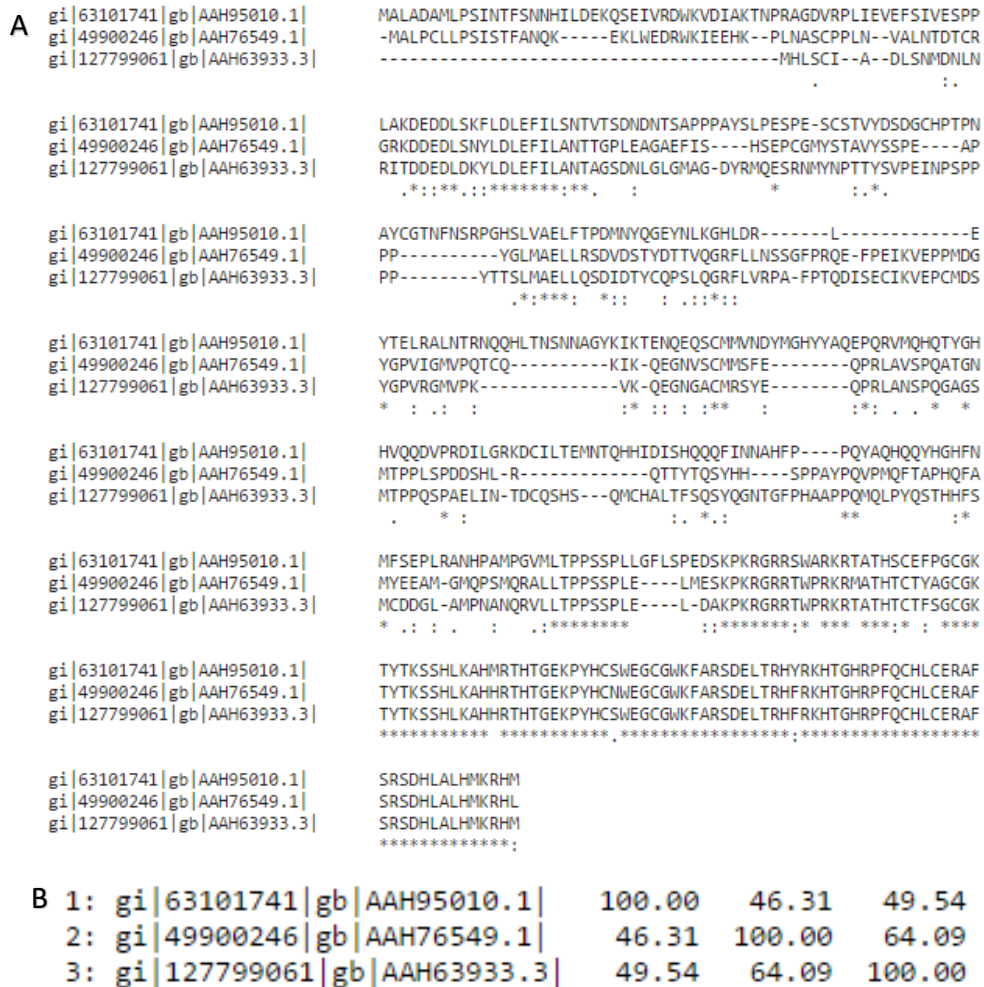 A
gi|63101741|gb|AAH95010.1| MALADAMLPSINTFSNNHILDEKQSEIVRDWKVDIAKTNPRAGDVRPLIEVEFSIVESPP
gi|49900246|gb|AAH76549.1| -MALPCLLPSISTFANQK-----EKLWEDRWKIEEHK--PLNASCPPLN--VALNTDTCR
gi|127799061|gb|AAH63933.3| ----------------------------------------MHLSCI--A--DLSNMDNLN
. :.
gi|63101741|gb|AAH95010.1| LAKDEDDLSKFLDLEFILSNTVTSDNDNTSAPPPAYSLPESPE-SCSTVYDSDGCHPTPN
gi|49900246|gb|AAH76549.1| GRKDDEDLSNYLDLEFILANTTGPLEAGAEFIS----HSEPCGMYSTAVYSSPE----AP
gi|127799061|gb|AAH63933.3| RITDDEDLDKYLDLEFILANTAGSDNLGLGMAG-DYRMQESRNMYNPTTYSVPEINPSPP
.*::**.::*******:**. : * :.*.
gi|63101741|gb|AAH95010.1| AYCGTNFNSRPGHSLVAELFTPDMNYQGEYNLKGHLDR-------L-------------E
gi|49900246|gb|AAH76549.1| PP----------YGLMAELLRSDVDSTYDTTVQGRFLLNSSGFPRQE-FPEIKVEPPMDG
gi|127799061|gb|AAH63933.3| PP---------YTTSLMAELLQSDIDTYCQPSLQGRFLVRPA-FPTQDISECIKVEPCMDS
.*:***: *:: : .::*::
gi|63101741|gb|AAH95010.1| YTELRALNTRNQQHLTNSNNAGYKIKTENQEQSCMMVNDYMGHYYAQEPQRVMQHQTYGH
gi|49900246|gb|AAH76549.1| YGPVIGMVPQTCQ-----------KIK-QEGNVSCMMSFE--------QPRLAVSPQATGN
gi|127799061|gb|AAH63933.3| YGPVRGMVPK--------------VK-QEGNGACMRSYE--------QPRLANSPQGAGS
* : .: : :* :: : :** : :*: . . * *
gi|63101741|gb|AAH95010.1| HVQQDVPRDILGRKDCILTEMNTQHHIDISHQQQFINNAHFP----PQYAQHQQYHGHFN
gi|49900246|gb|AAH76549.1| MTPPLSPDDSHL-R-------------QTTYTQSYHH----SPPAYPQVPMQFTAPHQFA
gi|127799061|gb|AAH63933.3| MTPPQSPAELIN-TDCQSHS---QMCHALTFSQSYQGNTGFPHAAPPQMQLPYQSTHHFS
. * : :. *.: ** :*
gi|63101741|gb|AAH95010.1| MFSEPLRANHPAMPGVMLTPPSSPLLGFLSPEDSKPKRGRRSWARKRTATHSCEFPGCGK
gi|49900246|gb|AAH76549.1| MYEEAM-GMQPSMQRALLTPPSSPLE----LMESKPKRGRRTWPRKRMATHTCTYAGCGK
gi|127799061|gb|AAH63933.3| MCDDGL-AMPNANQRVLLTPPSSPLE----L-DAKPKRGRRTWPRKRTATHTCTFSGCGK
* .: : . : .:******** ::*******:* *** ***:* : ****
gi|63101741|gb|AAH95010.1| TYTKSSHLKAHMRTHTGEKPYHCSWEGCGWKFARSDELTRHYRKHTGHRPFQCHLCERAF
gi|49900246|gb|AAH76549.1| TYTKSSHLKAHHRTHTGEKPYHCNWEGCGWKFARSDELTRHFRKHTGHRPFQCHLCERAF
gi|127799061|gb|AAH63933.3| TYTKSSHLKAHHRTHTGEKPYHCSWEGCGWKFARSDELTRHFRKHTGHRPFQCHLCERAF
*********** ***********.*****************:******************
gi|63101741|gb|AAH95010.1| SRSDHLALHMKRHM
gi|49900246|gb|AAH76549.1| SRSDHLALHMKRHL
gi|127799061|gb|AAH63933.3| SRSDHLALHMKRHM
*************:
B 1: gi|63101741|gb|AAH95010.1| 100.00 46.31 49.54
2: gi|49900246|gb|AAH76549.1| 46.31 100.00 64.09
3: gi|127799061|gb|AAH63933.3| 49.54 64.09 100.00